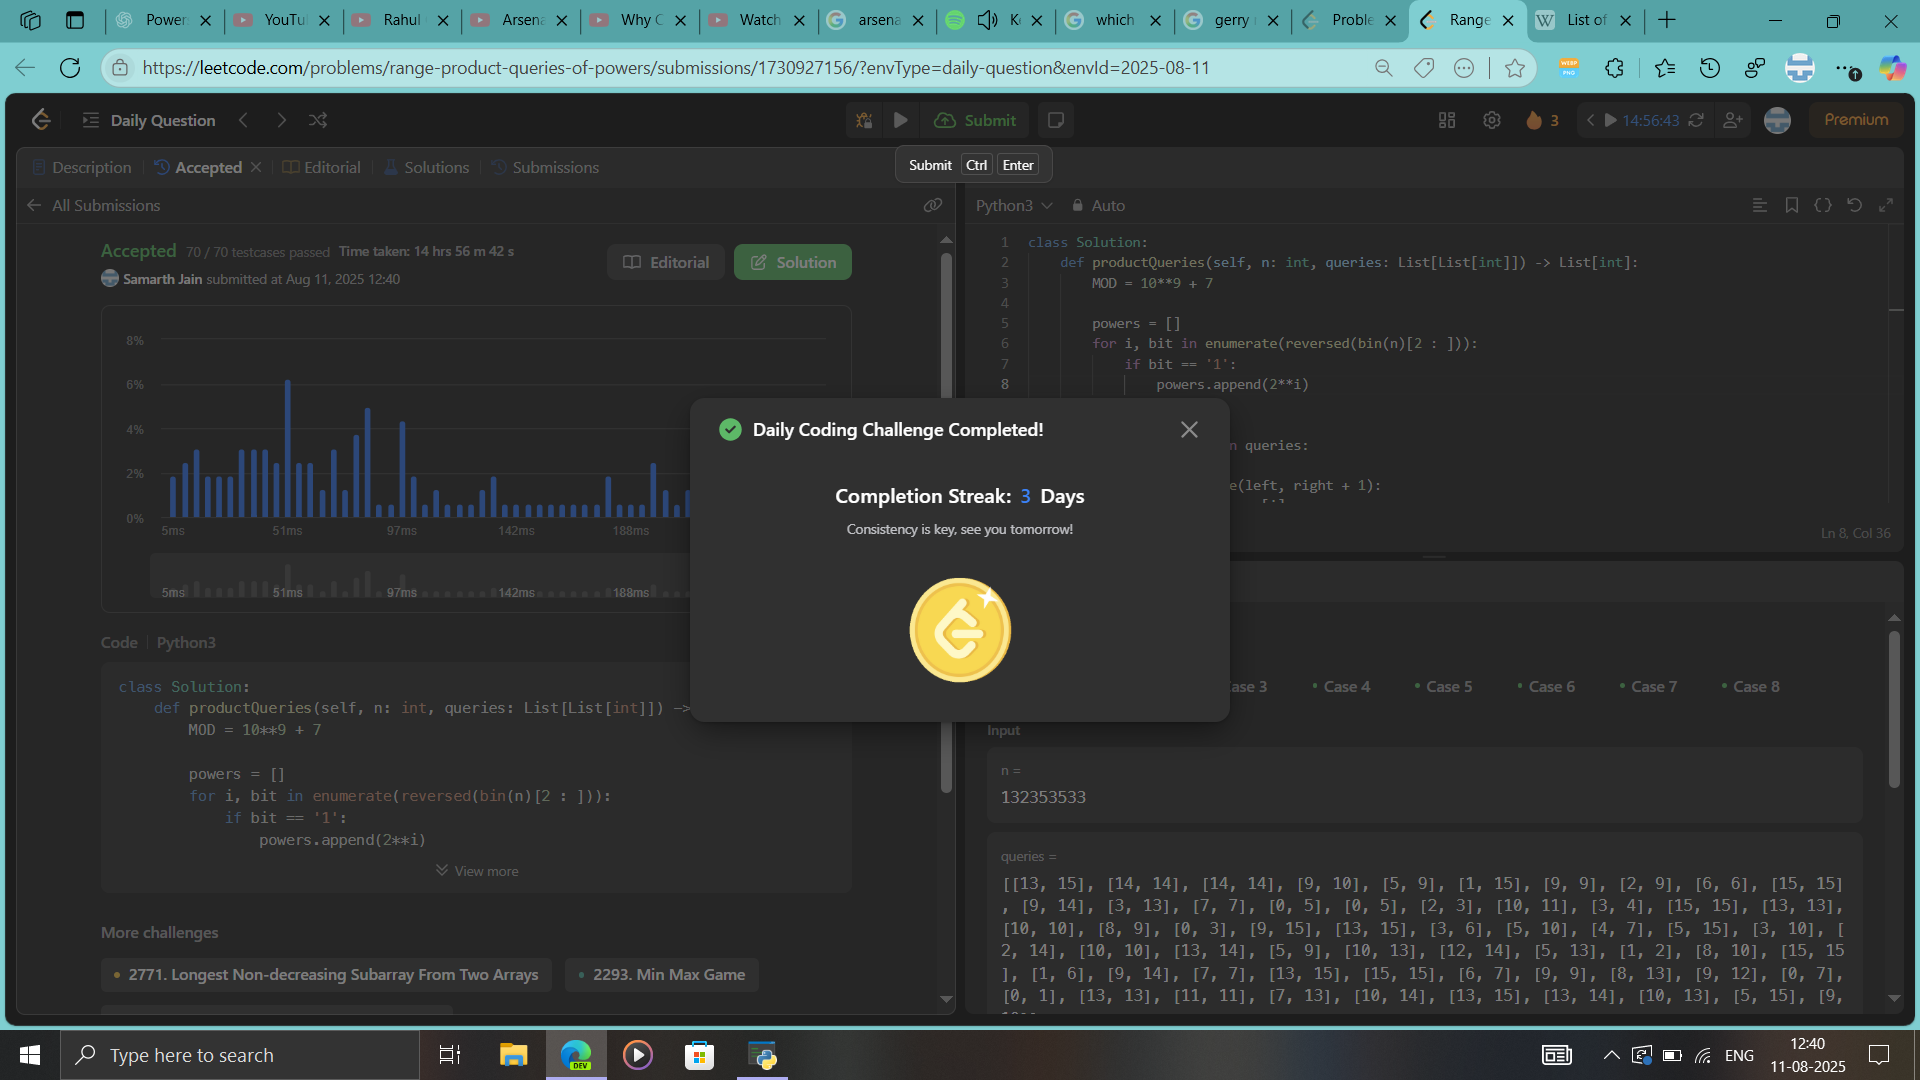 Power:
YouTu
Rahul
Arsena
Why C
Watch
arsena
which
gerry
Proble
Range
List of
https://leetcode.com/problems/range-product-queries-of-powers/submissions/1730927156/?envType=daily-question&envId=2025-08-11
Daily Question
Submit
3
14:56:43
Premium
Submit Ctrl Enter
Description
Accepted
Editorial
Solutions
Submissions
All Submissions
Accepted 70 / 70 testcases passed Time taken: 14 hrs 56 m 42 s
Samarth Jain submitted at Aug 11, 2025 12:40
Editorial
Solution
8%
6%
4%
2%
0%
5ms 51ms 97ms 142ms 188ms
5ms 51ms 97ms 142ms 188ms
Code Python3
class Solution:
def productQueries(self, n: int, queries: List[List[int]]) ->
MOD = 10**9 + 7
powers = []
for i, bit in enumerate(reversed(bin(n)[2 : ])):
if bit == '1':
powers.append(2**i)
View more
More challenges
2771. Longest Non-decreasing Subarray From Two Arrays
2293. Min Max Game
Python3 Auto
1 class Solution:
2 def productQueries(self, n: int, queries: List[List[int]]) -> List[int]:
3 MOD = 10**9 + 7
4
5 powers = []
6 for i, bit in enumerate(reversed(bin(n)[2 : ])):
7 if bit == '1':
8 powers.append(2**i)
n queries:
e(left, right + 1):
Ln 8, Col 36
Daily Coding Challenge Completed!
Completion Streak: 3 Days
Consistency is key, see you tomorrow!
ase 3 Case 4 Case 5 Case 6 Case 7 Case 8
Input
n =
132353533
queries =
[[13, 15], [14, 14], [14, 14], [9, 10], [5, 9], [1, 15], [9, 9], [2, 9], [6, 6], [15, 15]
, [9, 14], [3, 13], [7, 7], [0, 5], [0, 5], [2, 3], [10, 11], [3, 4], [15, 15], [13, 13],
[10, 10], [8, 9], [0, 3], [9, 15], [13, 15], [3, 6], [5, 10], [4, 7], [5, 15], [3, 10], [
2, 14], [10, 10], [13, 14], [5, 9], [10, 13], [12, 14], [5, 13], [1, 2], [8, 10], [15, 15
], [1, 6], [9, 14], [7, 7], [13, 15], [15, 15], [6, 7], [9, 9], [8, 13], [9, 12], [0, 7],
[0, 1], [13, 13], [11, 11], [7, 13], [10, 14], [13, 15], [13, 14], [10, 13], [5, 15], [9,
Type here to search
DEV
ENG
12:40
11-08-2025